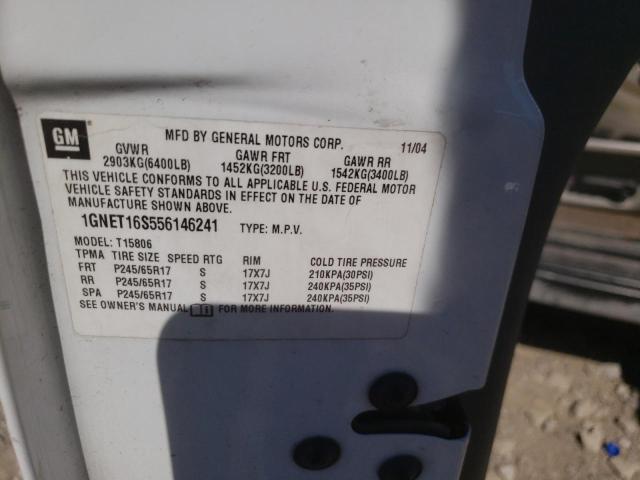 GM
MFD BY GENERAL MOTORS CORP. 11/04
GVWR GAWR FRT GAWR RR
2903KG(6400LB) 1452KG(3200LB) 1542KG(3400LB)
THIS VEHICLE CONFORMS TO ALL APPLICABLE U.S. FEDERAL MOTOR
VEHICLE SAFETY STANDARDS IN EFFECT ON THE DATE OF
MANUFACTURE SHOWN ABOVE.
1GNET16S556146241 TYPE: M.P.V.
MODEL: T15806
TPMA TIRE SIZE SPEED RTG RIM COLD TIRE PRESSURE
FRT P245/65R17 S 17X7J 210KPA(30PSI)
RR P245/65R17 S 17X7J 240KPA(35PSI)
SPA P245/65R17 S 17X7J 240KPA(35PSI)
SEE OWNER'S MANUAL FOR MORE INFORMATION.